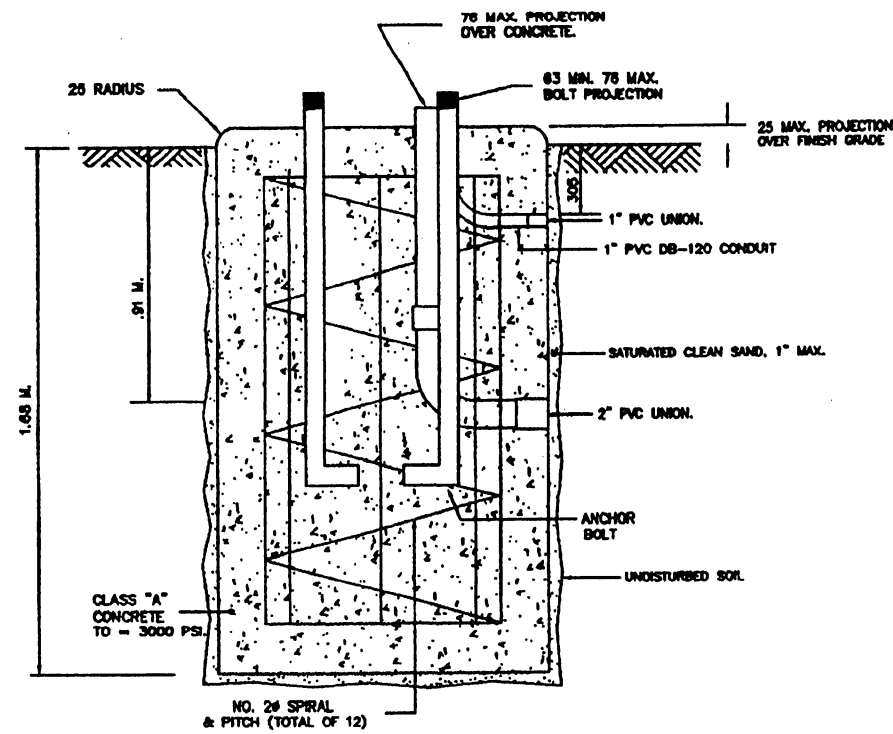 76 MAX. PROJECTION
OVER CONCRETE.
63 MIN. 76 MAX.
BOLT PROJECTION
25 RADIUS
25 MAX. PROJECTION
OVER FINISH GRADE
.305
1" PVC UNION.
1" PVC DB-120 CONDUIT
.91 M.
SATURATED CLEAN SAND, 1" MAX.
1.68 M.
2" PVC UNION.
ANCHOR
BOLT
UNDISTURBED SOIL
CLASS "A"
CONCRETE
TO = 3000 PSI.
NO. 2ø SPIRAL
& PITCH (TOTAL OF 12)